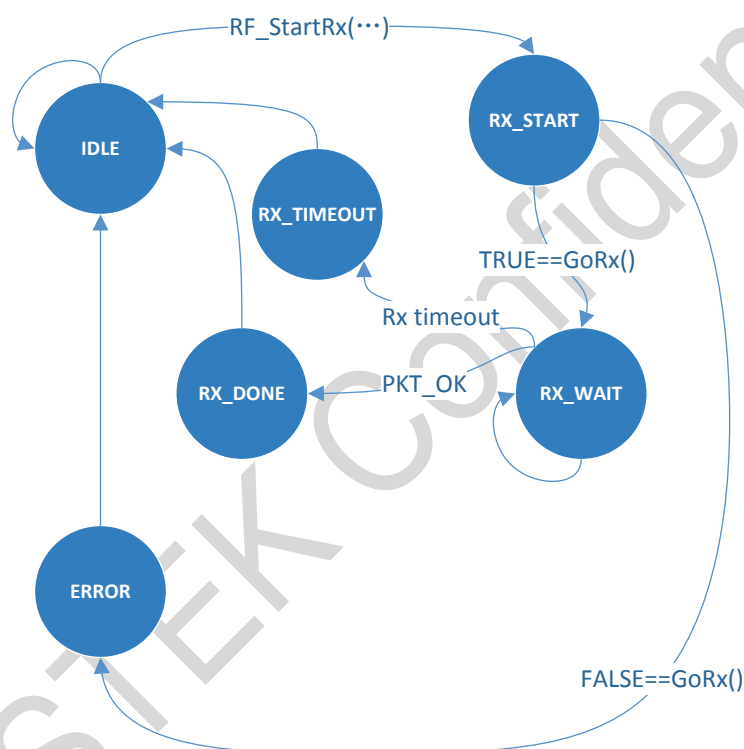 RF_StartRx(⋯)
IDLE
RX_START
RX_TIMEOUT
TRUE==GoRx()
Rx timeout
PKT_OK
RX_DONE
RX_WAIT
ERROR
FALSE==GoRx()